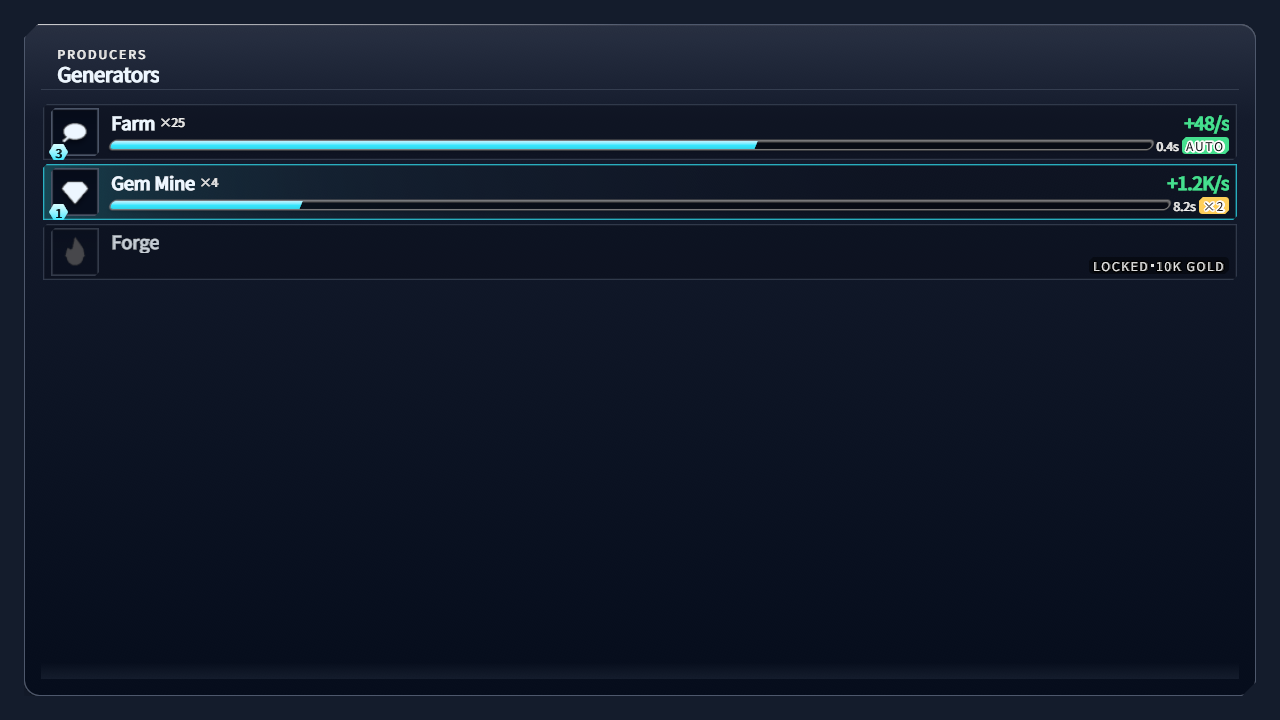 PRODUCERS
Generators
Farm ×25
+48/s
3
0.4s AUTO
Gem Mine ×4
+1.2K/s
1
8.2s ×2
Forge
LOCKED·10K GOLD